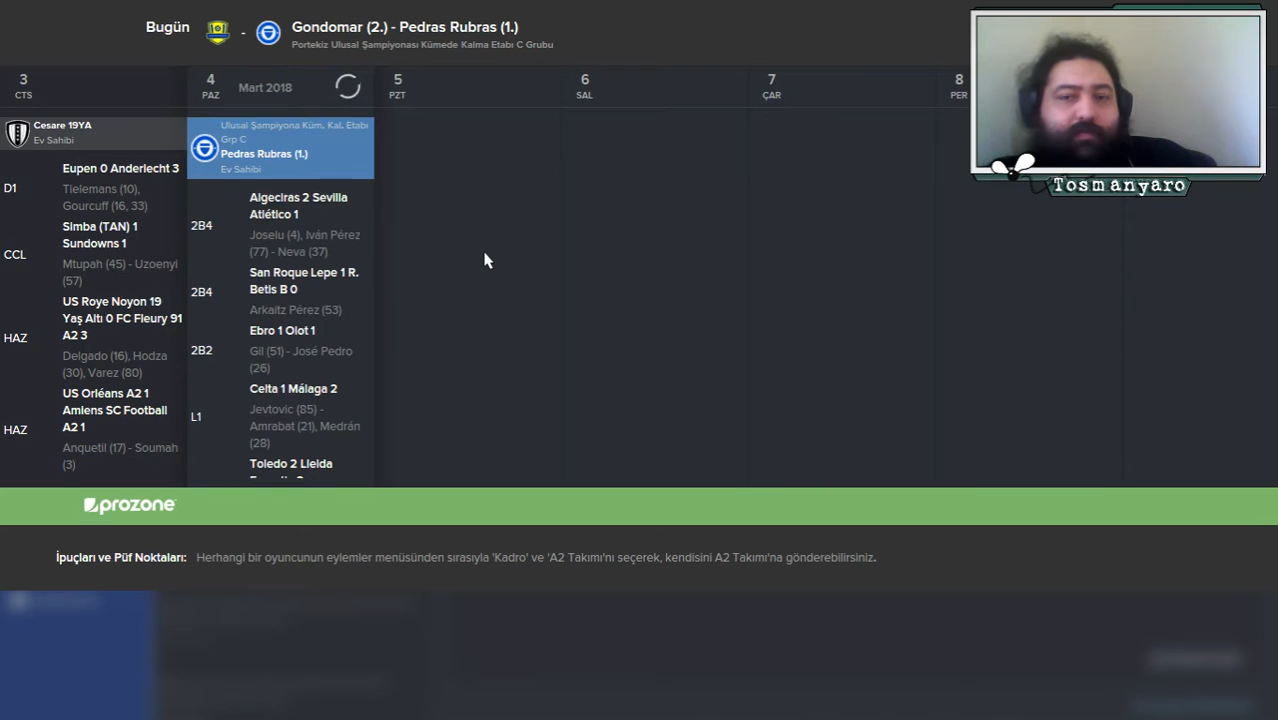 Bugün
-
Gondomar (2.) - Pedras Rubras (1.)
Portekiz Ulusal Şampiyonası Kümede Kalma Etabı C Grubu
3
CTS
4
PAZ
Mart 2018
5
PZT
6
SAL
7
ÇAR
8
PER
Cesare 19YA
Ev Sahibi
D1
Eupen 0 Anderlecht 3
Tielemans (10),
Gourcuff (16, 33)
CCL
Simba (TAN) 1
Sundowns 1
Mtupah (45) - Uzoenyi
(57)
HAZ
US Roye Noyon 19
Yaş Altı 0 FC Fleury 91
A2 3
Delgado (16), Hodza
(30), Varez (80)
HAZ
US Orléans A2 1
Amiens SC Football
A2 1
Anquetil (17) - Soumah
(3)
Ulusal Şampiyona Küm. Kal. Etabı
Grp C
Pedras Rubras (1.)
Ev Sahibi
2B4
Algeciras 2 Sevilla
Atlético 1
Joselu (4), Iván Pérez
(77) - Neva (37)
2B4
San Roque Lepe 1 R.
Betis B 0
Arkaitz Pérez (53)
2B2
Ebro 1 Olot 1
Gil (51) - José Pedro
(26)
L1
Celta 1 Málaga 2
Jevtovic (85) -
Amrabat (21), Medrán
(28)
Toledo 2 Lleida
Tosmanyaro
prozone
İpuçları ve Püf Noktaları: Herhangi bir oyuncunun eylemler menüsünden sırasıyla 'Kadro' ve 'A2 Takımı'nı seçerek, kendisini A2 Takımı'na gönderebilirsiniz.